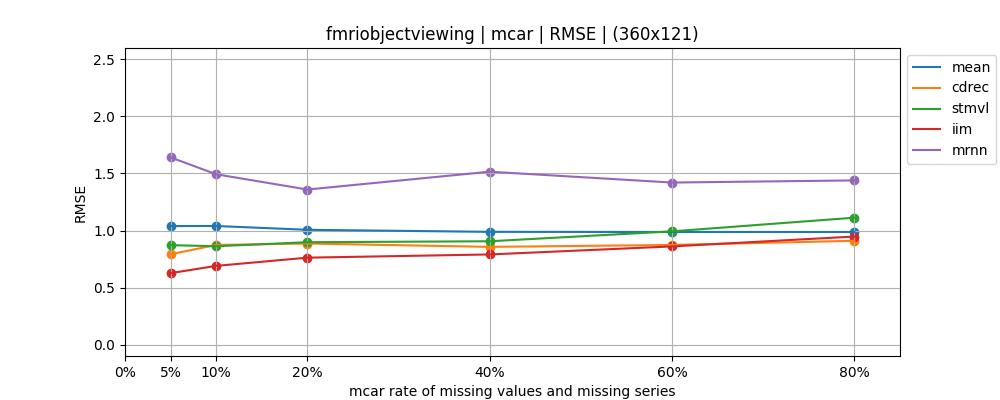 fmriobjectviewing | mcar | RMSE | (360x121)
2.5
2.0
1.5
1.0
0.5
0.0
RMSE
0% 5% 10% 20% 40% 60% 80%
mcar rate of missing values and missing series
mean
cdrec
stmvl
iim
mrnn